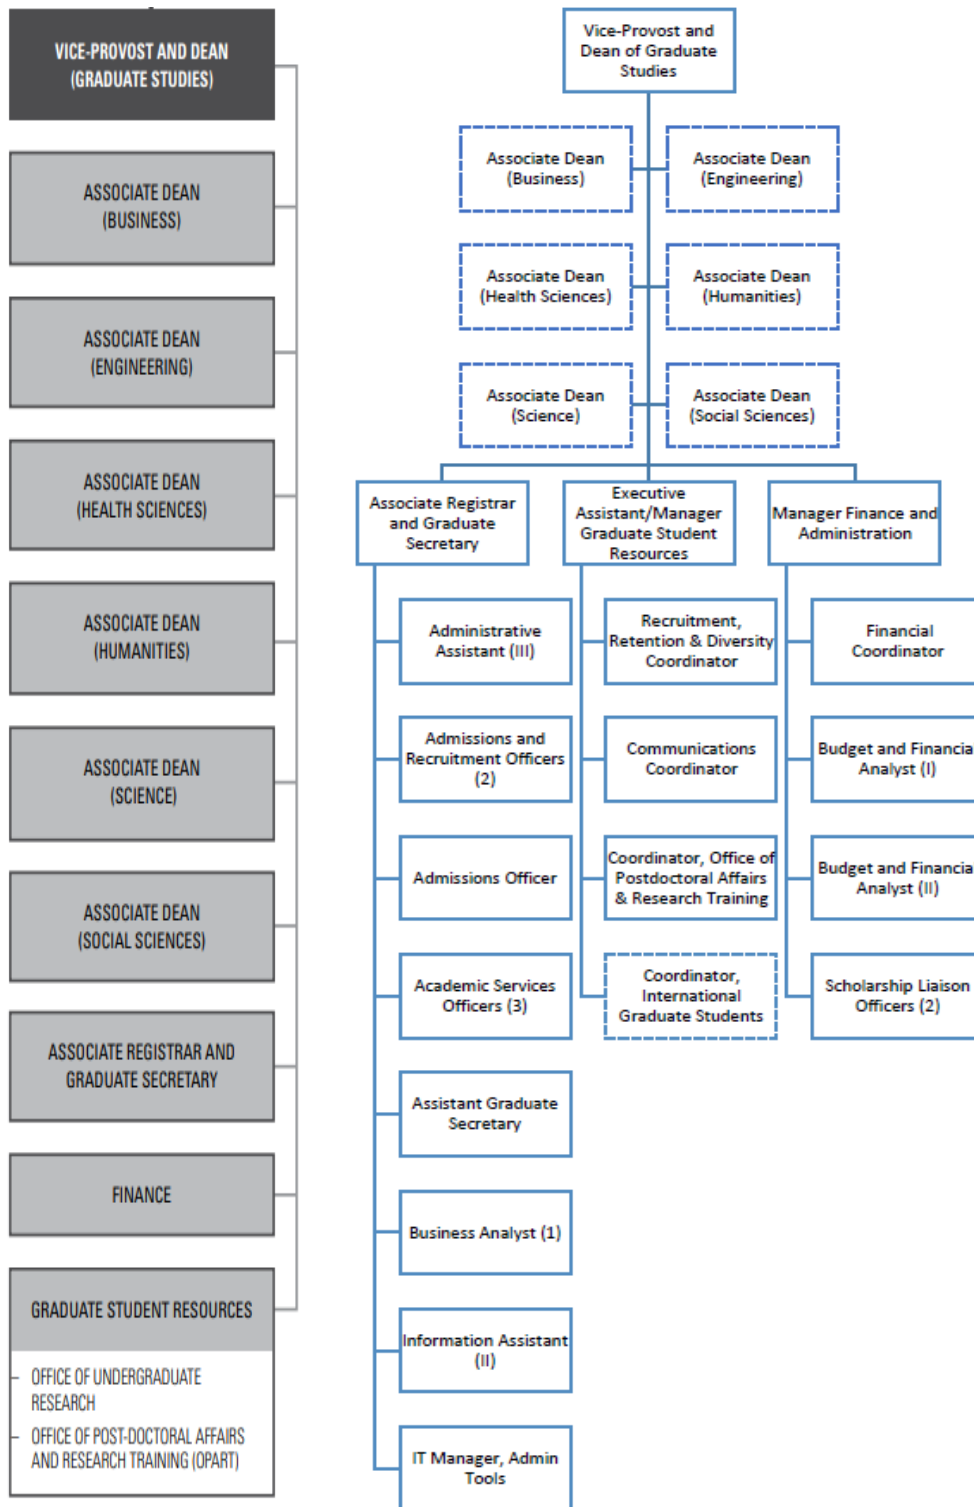 VICE-PROVOST AND DEAN
(GRADUATE STUDIES)
ASSOCIATE DEAN
(BUSINESS)
ASSOCIATE DEAN
(ENGINEERING)
ASSOCIATE DEAN
(HEALTH SCIENCES)
ASSOCIATE DEAN
(HUMANITIES)
ASSOCIATE DEAN
(SCIENCE)
ASSOCIATE DEAN
(SOCIAL SCIENCES)
ASSOCIATE REGISTRAR AND
GRADUATE SECRETARY
FINANCE
GRADUATE STUDENT RESOURCES
OFFICE OF UNDERGRADUATE
RESEARCH
OFFICE OF POST-DOCTORAL AFFAIRS
AND RESEARCH TRAINING (OPART)
Vice-Provost and
Dean of Graduate
Studies
Associate Dean
(Business)
Associate Dean
(Engineering)
Associate Dean
(Health Sciences)
Associate Dean
(Humanities)
Associate Dean
(Science)
Associate Dean
(Social Sciences)
Associate Registrar
and Graduate
Secretary
Executive
Assistant/Manager
Graduate Student
Resources
Manager Finance and
Administration
Administrative
Assistant (III)
Admissions and
Recruitment Officers
(2)
Admissions Officer
Academic Services
Officers (3)
Assistant Graduate
Secretary
Business Analyst (1)
Information Assistant
(II)
IT Manager, Admin
Tools
Recruitment,
Retention & Diversity
Coordinator
Communications
Coordinator
Coordinator, Office of
Postdoctoral Affairs
& Research Training
Coordinator,
International
Graduate Students
Financial
Coordinator
Budget and Financial
Analyst (I)
Budget and Financial
Analyst (II)
Scholarship Liaison
Officers (2)